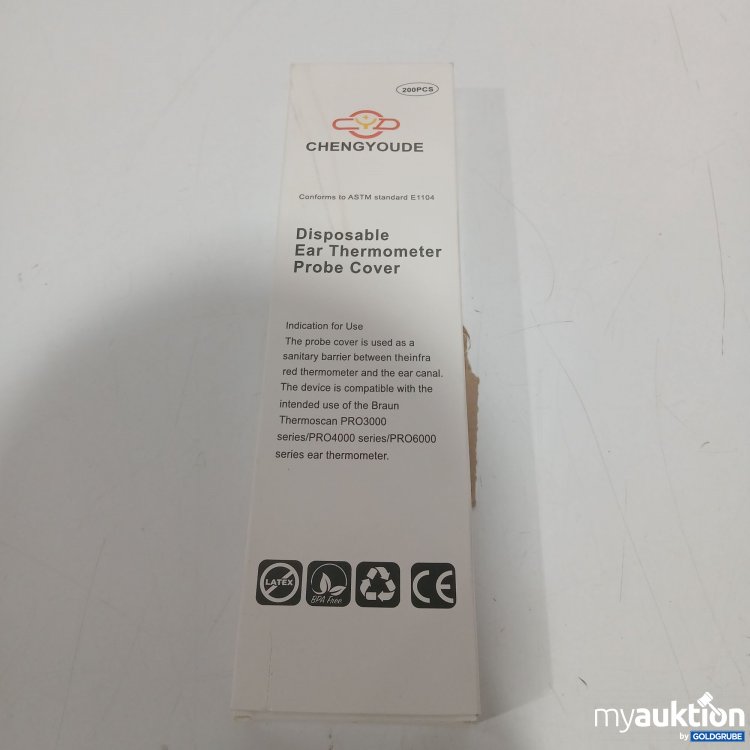 200PCS
CHENGYOUDE
Conforms to ASTM standard E1104
Disposable
Ear Thermometer
Probe Cover
Indication for Use
The probe cover is used as a
sanitary barrier between theinfra
red thermometer and the ear canal.
The device is compatible with the
intended use of the Braun
Thermoscan PRO3000
series/PRO4000 series/PRO6000
series ear thermometer.
LATEX
BPA Free
CE
myauktion
by GOLDGRUBE